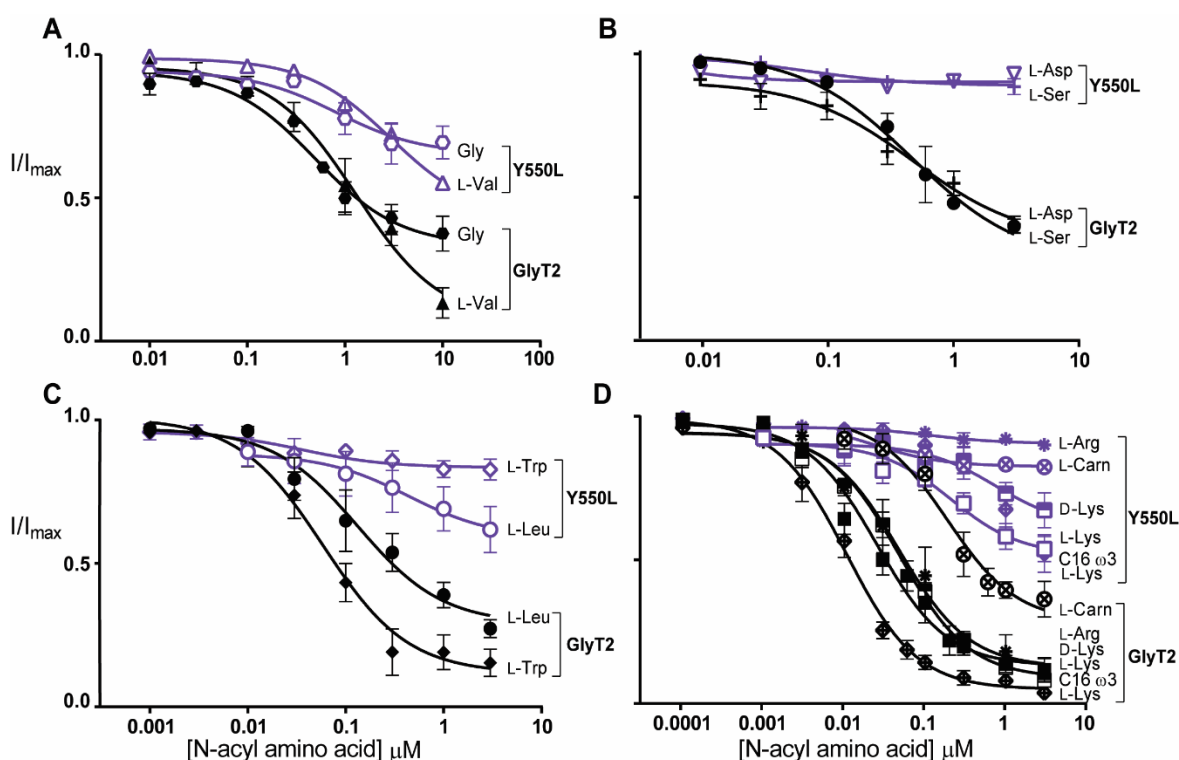 A
1.0
I/Imax
0.5
0.0
Gly
L-Val
Y550L
Gly
L-Val
GlyT2
0.01 0.1 1 10 100
B
L-Asp
L-Ser
Y550L
L-Asp
L-Ser
GlyT2
0.01 0.1 1 10
C
1.0
I/Imax
0.5
0.0
L-Trp
L-Leu
Y550L
L-Leu
L-Trp
GlyT2
0.001 0.01 0.1 1 10
[N-acyl amino acid] μM
D
L-Arg
L-Carn
D-Lys
L-Lys
C16 ω3
L-Lys
Y550L
L-Carn
L-Arg
D-Lys
L-Lys
C16 ω3
L-Lys
GlyT2
0.0001 0.001 0.01 0.1 1 10
[N-acyl amino acid] μM